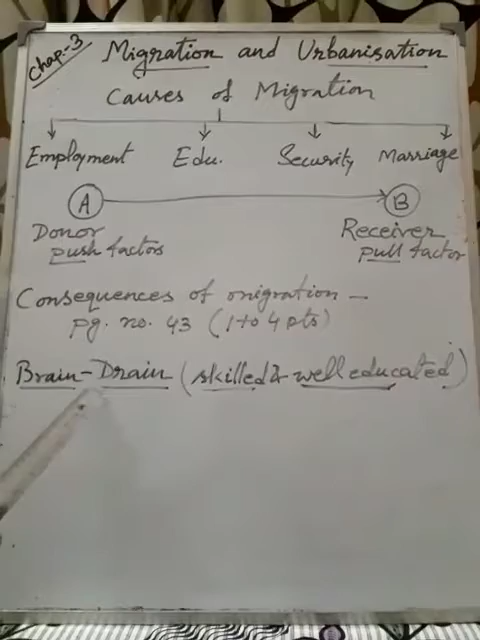 Chap-3
Migration and Urbanisation
Causes of Migration
Employment Edu. Security Marriage
A B
Donor Receiver
push factors pull factor
Consequences of migration —
pg. no. 43 (1 to 4 pts)
Brain-Drain (skilled & well educated)